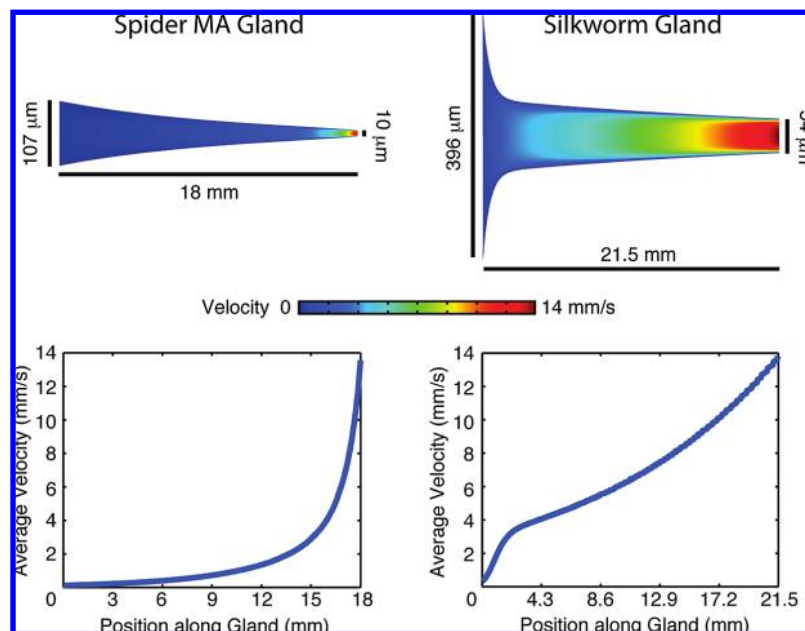 Spider MA Gland
Silkworm Gland
107 µm
10 µm
18 mm
396 µm
21.5 mm
Velocity 0 14 mm/s
Average Velocity (mm/s)
14
12
10
8
6
4
2
0
3
6
9
12
15
18
Position along Gland (mm)
Average Velocity (mm/s)
14
12
10
8
6
4
2
0
4.3
8.6
12.9
17.2
21.5
Position along Gland (mm)